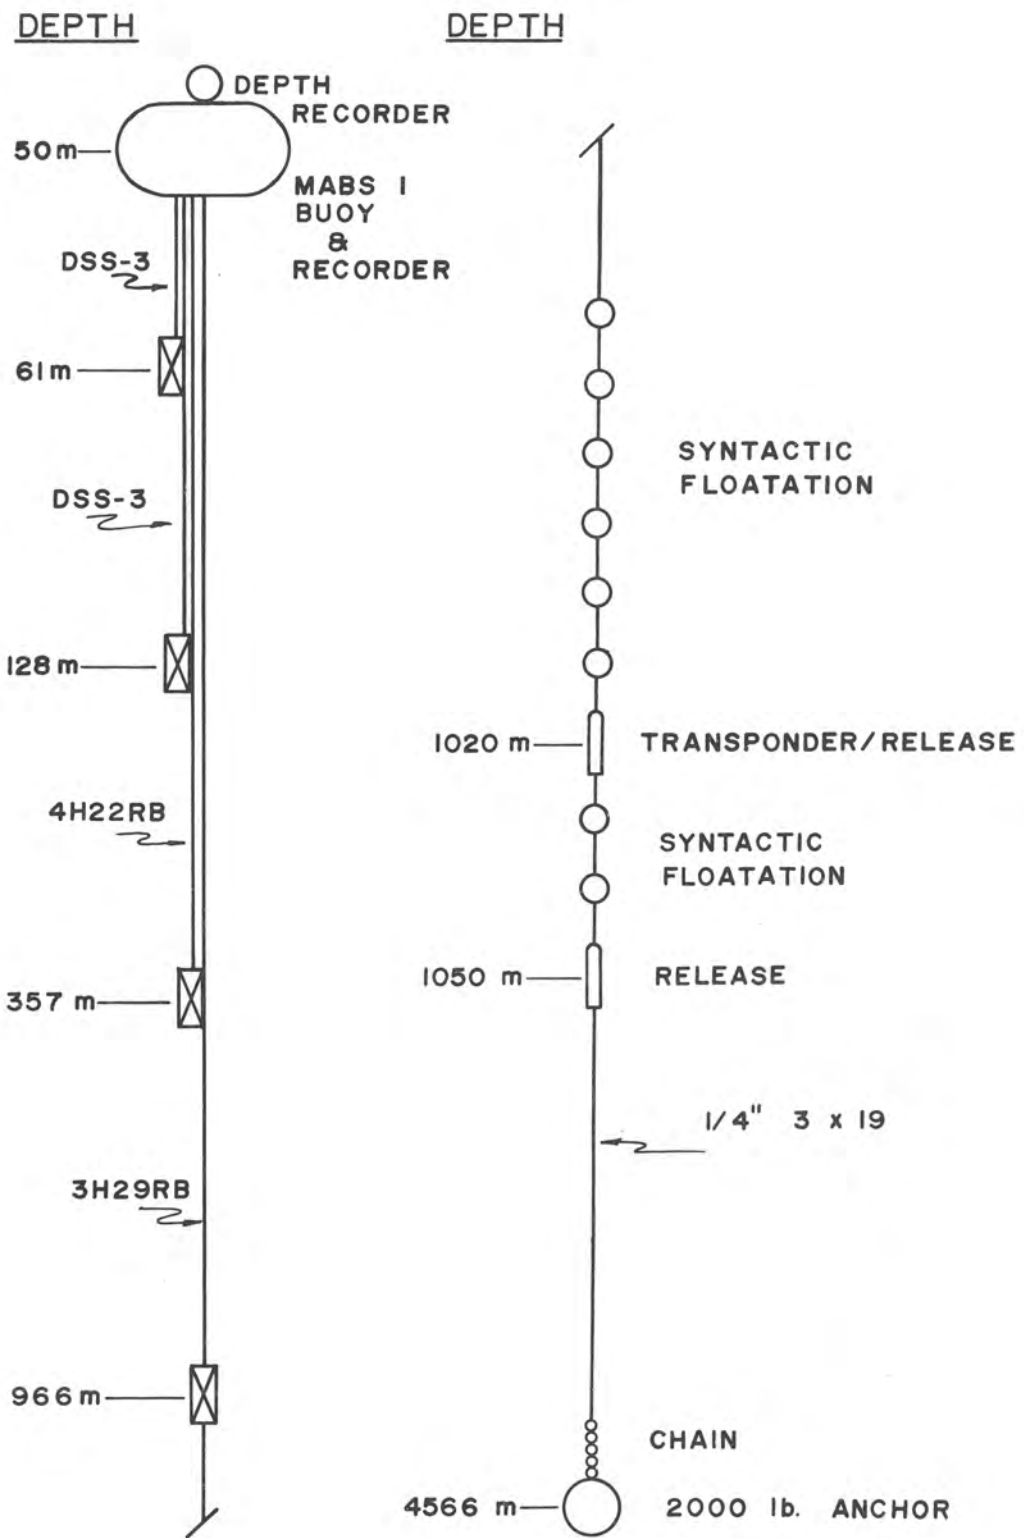 DEPTH
DEPTH
RECORDER
50m
MABS I
BUOY
&
RECORDER
DSS-3
61m
DSS-3
128m
4H22RB
357 m
3H29RB
966m
DEPTH
SYNTACTIC
FLOATATION
1020 m
TRANSPONDER/RELEASE
SYNTACTIC
FLOATATION
1050 m
RELEASE
1/4" 3 x 19
CHAIN
4566 m
2000 lb. ANCHOR